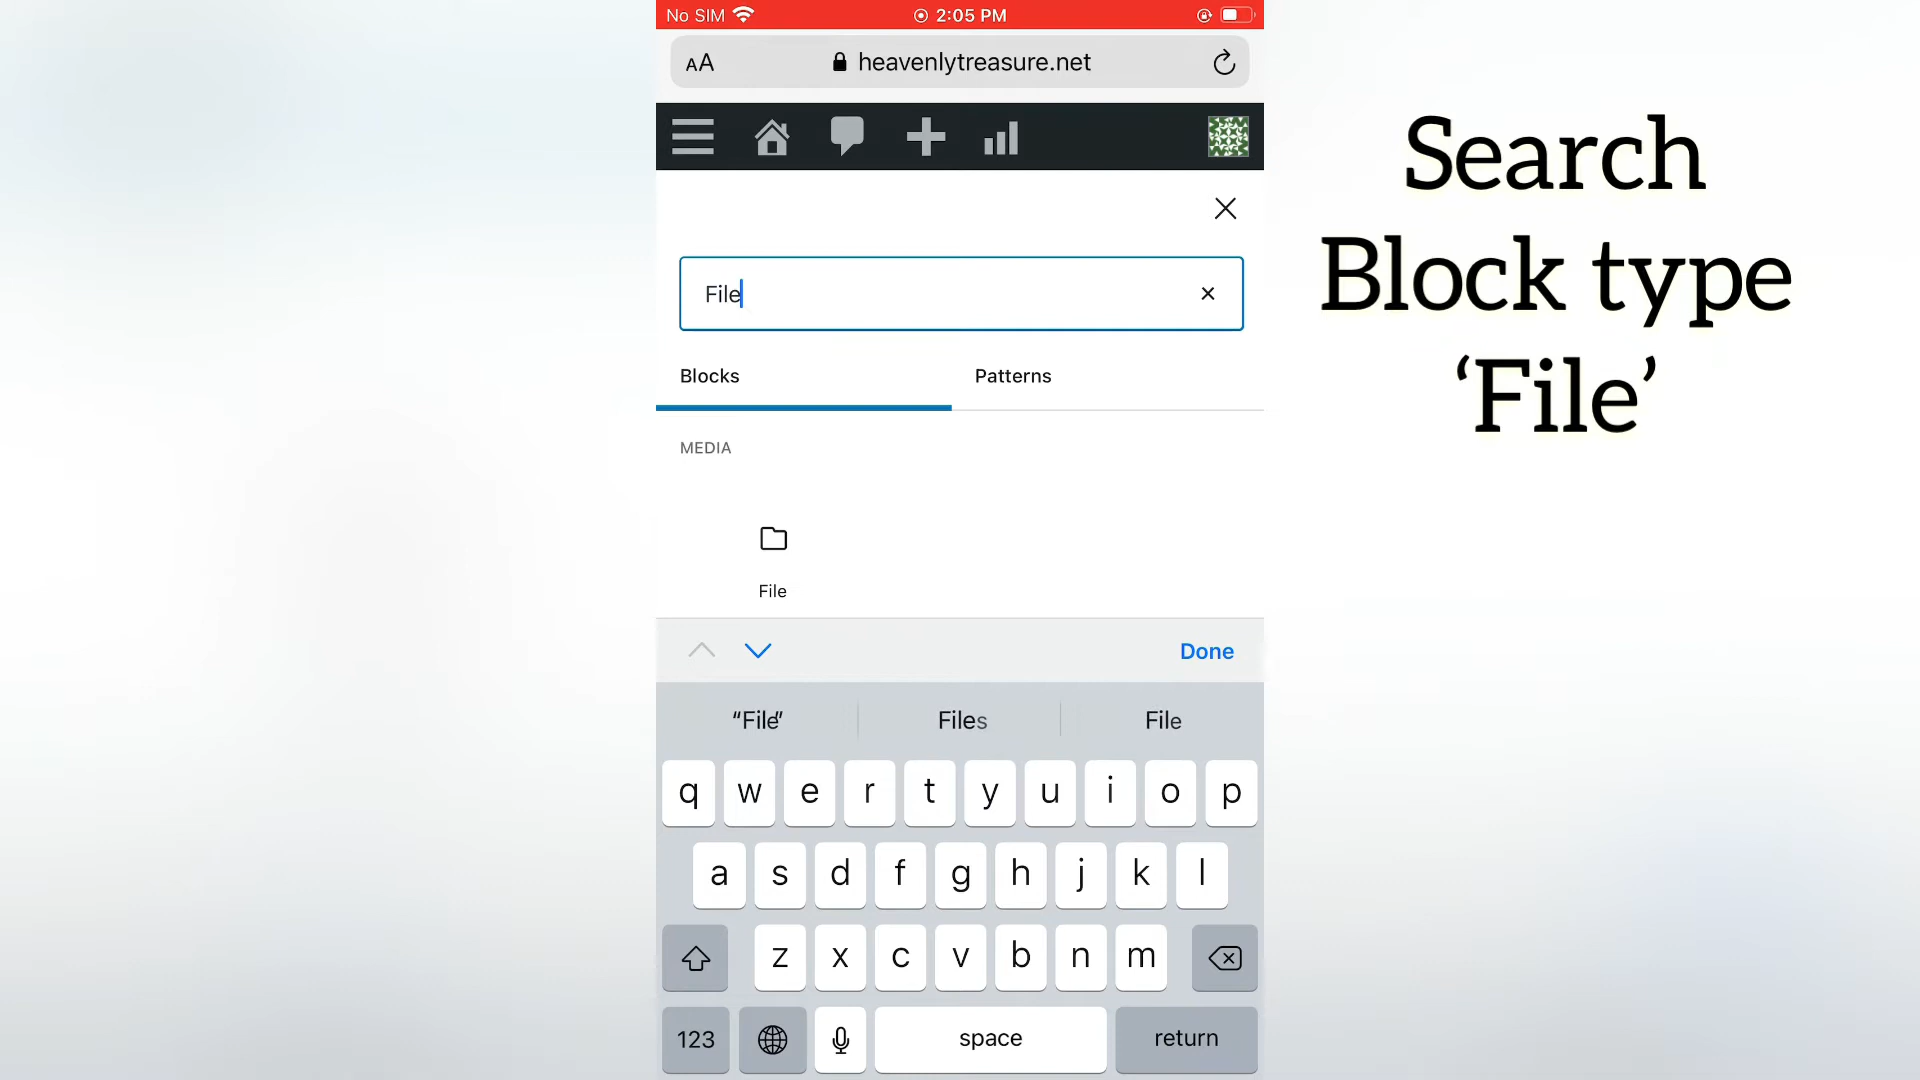 No SIM
2:05 PM
AA
heavenlytreasure.net
File
Blocks
Patterns
MEDIA
File
Done
“File”
Files
File
q w e r t y u i o p
a s d f g h j k l
z x c v b n m
123
space
return
Search
Block type
‘File’